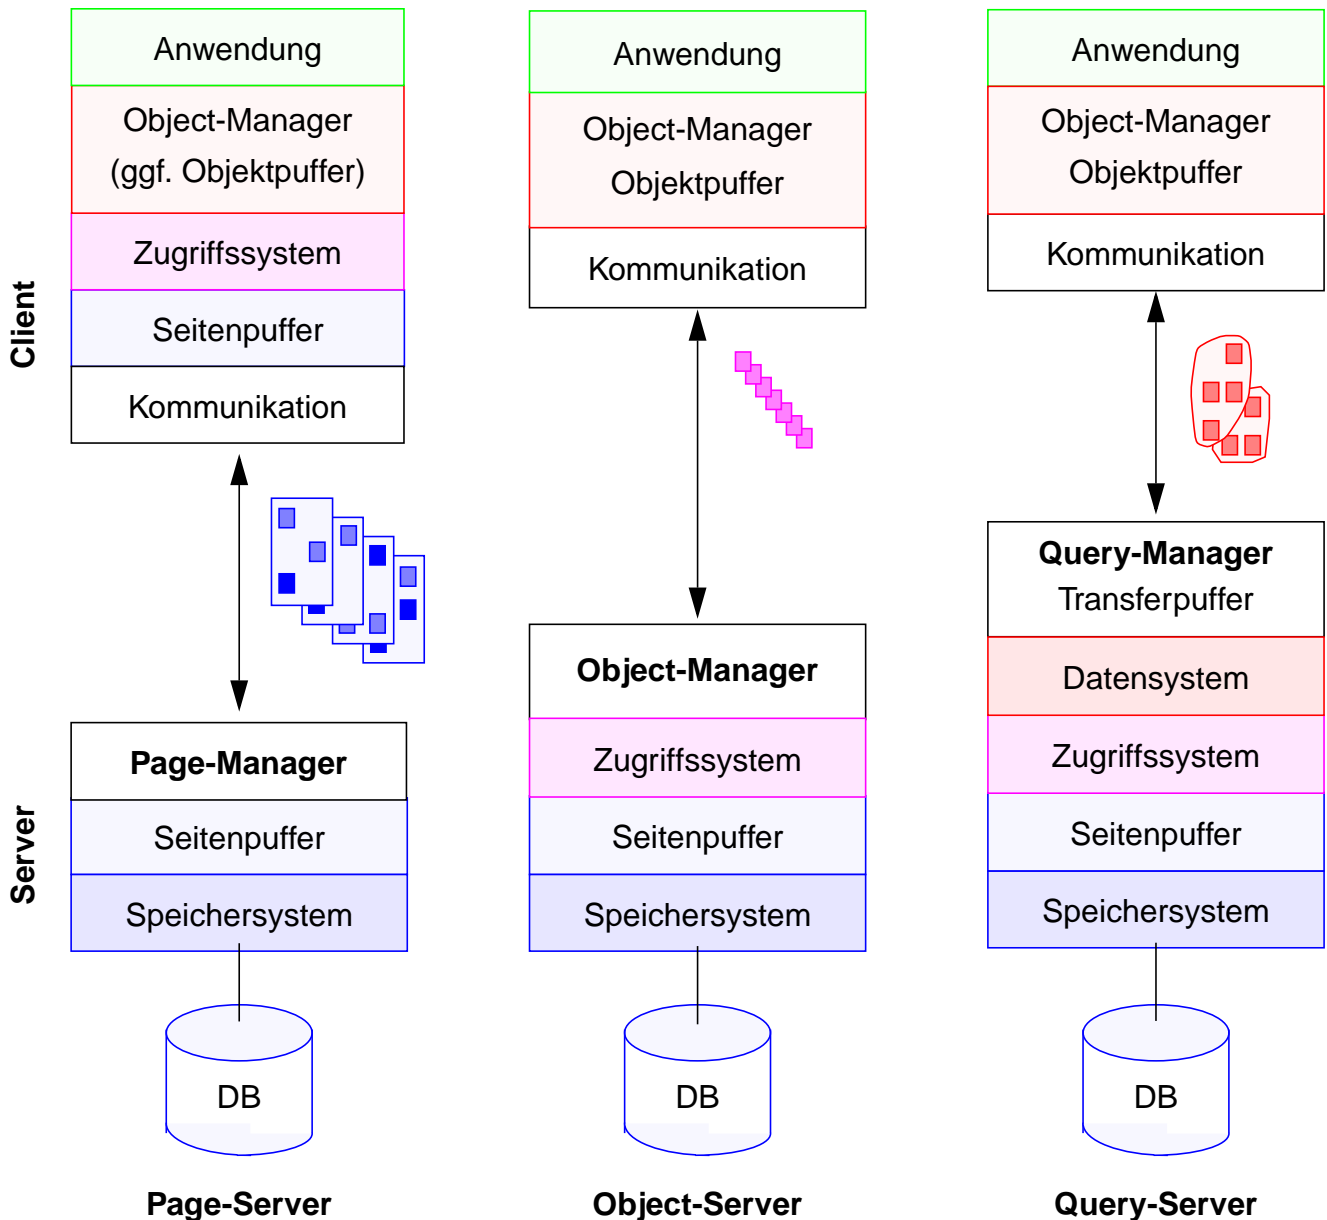 Client
Server
Anwendung
Object-Manager
(ggf. Objektpuffer)
Zugriffssystem
Seitenpuffer
Kommunikation
Page-Manager
Seitenpuffer
Speichersystem
DB
Page-Server
Anwendung
Object-Manager
Objektpuffer
Kommunikation
Object-Manager
Zugriffssystem
Seitenpuffer
Speichersystem
DB
Object-Server
Anwendung
Object-Manager
Objektpuffer
Kommunikation
Query-Manager
Transferpuffer
Datensystem
Zugriffssystem
Seitenpuffer
Speichersystem
DB
Query-Server